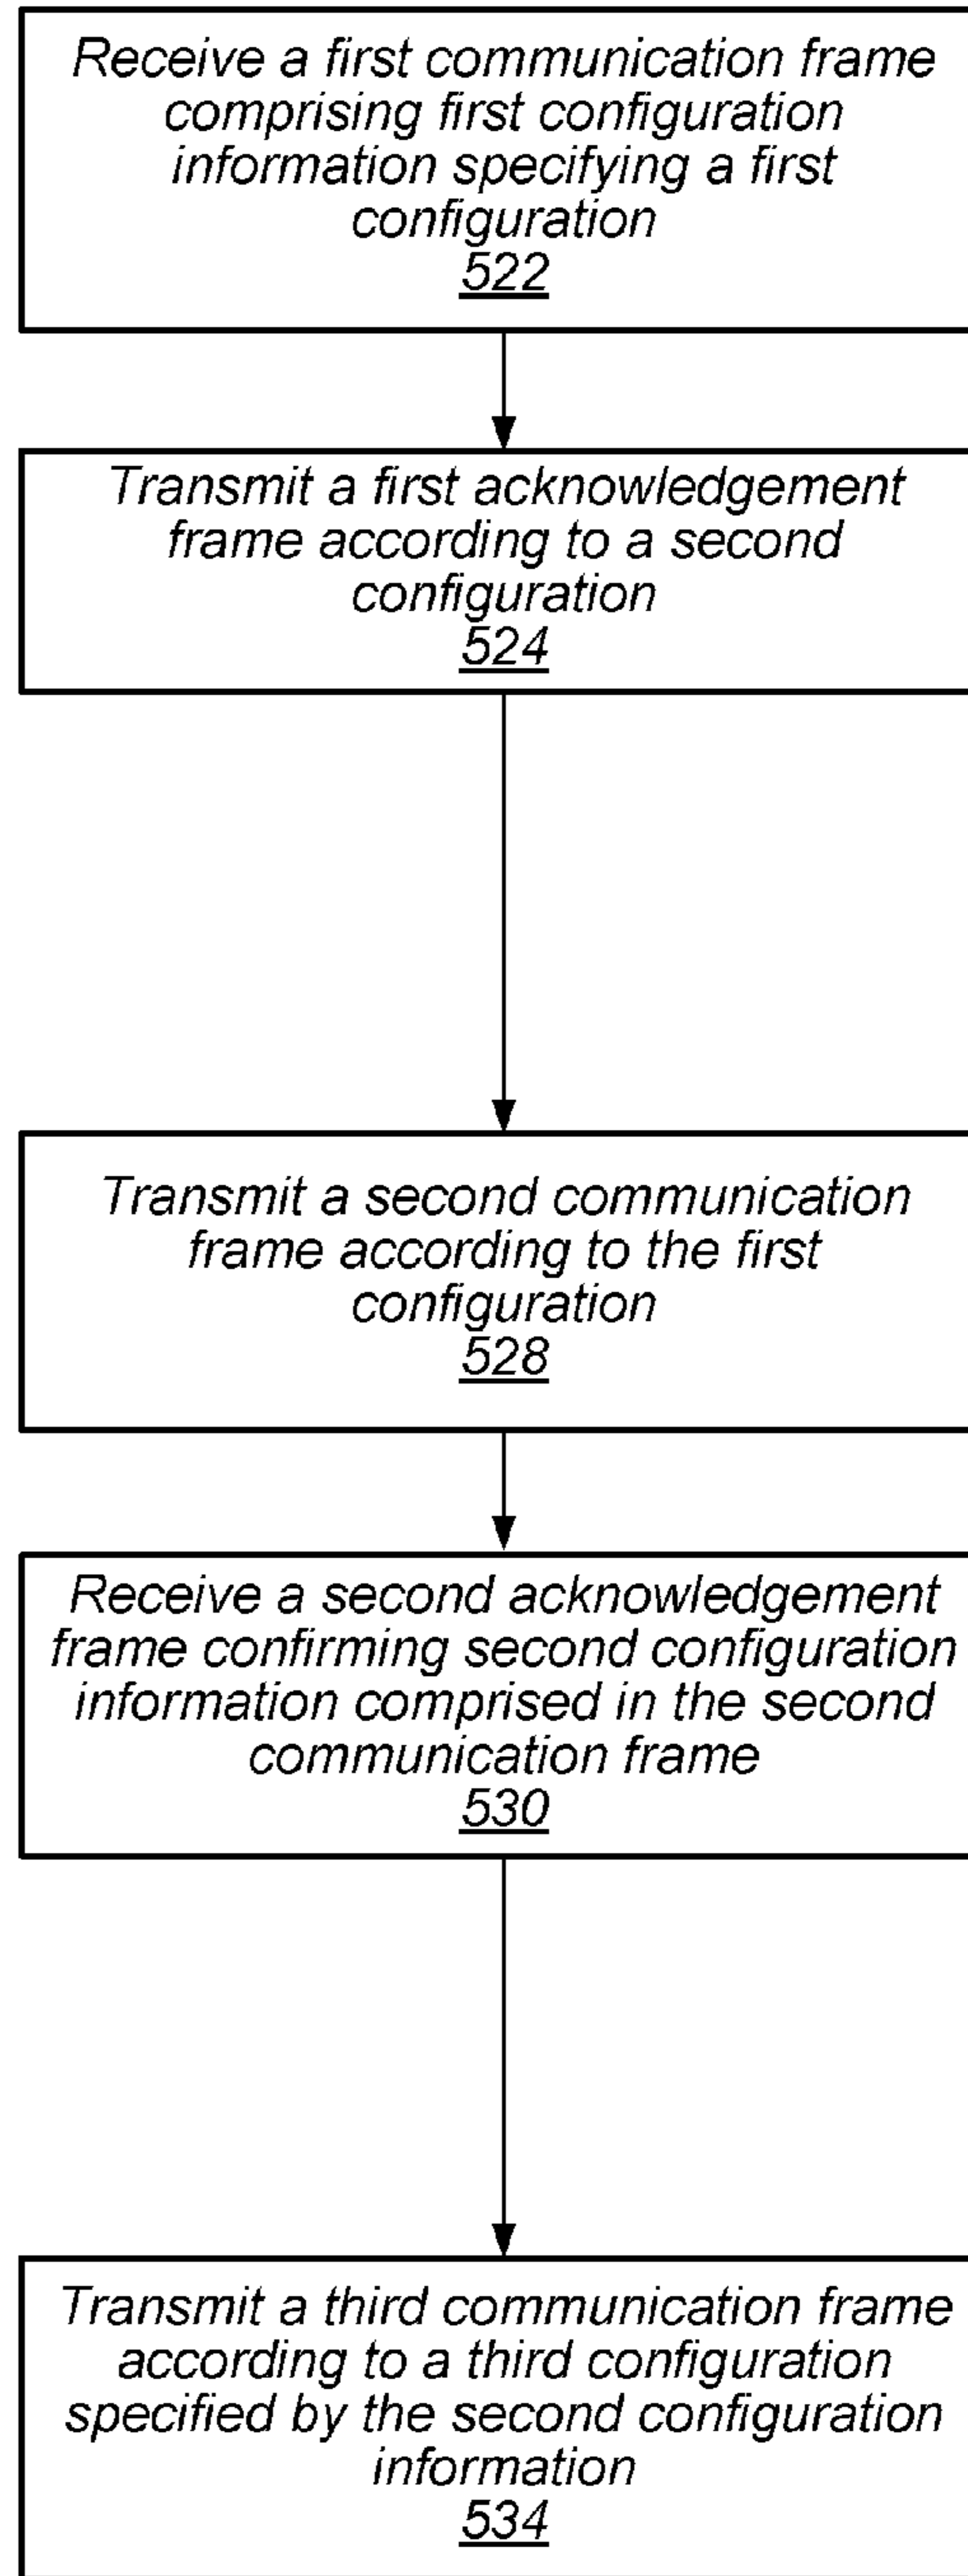 Receive a first communication frame
comprising first configuration
information specifying a first
configuration
522
Transmit a first acknowledgement
frame according to a second
configuration
524
Transmit a second communication
frame according to the first
configuration
528
Receive a second acknowledgement
frame confirming second configuration
information comprised in the second
communication frame
530
Transmit a third communication frame
according to a third configuration
specified by the second configuration
information
534